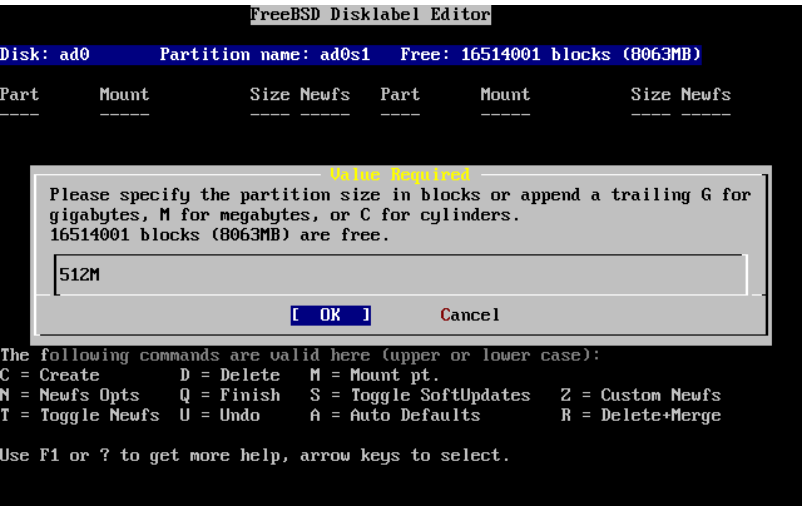 FreeBSD Disklabel Editor
Disk: ad0 Partition name: ad0s1 Free: 16514001 blocks (8063MB)
Part Mount Size Newfs Part Mount Size Newfs
---- ----- ---- ----- ---- ----- ---- -----
Value Required
Please specify the partition size in blocks or append a trailing G for
gigabytes, M for megabytes, or C for cylinders.
16514001 blocks (8063MB) are free.
512M
[ OK ] Cancel
The following commands are valid here (upper or lower case):
C = Create D = Delete M = Mount pt.
N = Newfs Opts Q = Finish S = Toggle SoftUpdates Z = Custom Newfs
T = Toggle Newfs U = Undo A = Auto Defaults R = Delete+Merge
Use F1 or ? to get more help, arrow keys to select.